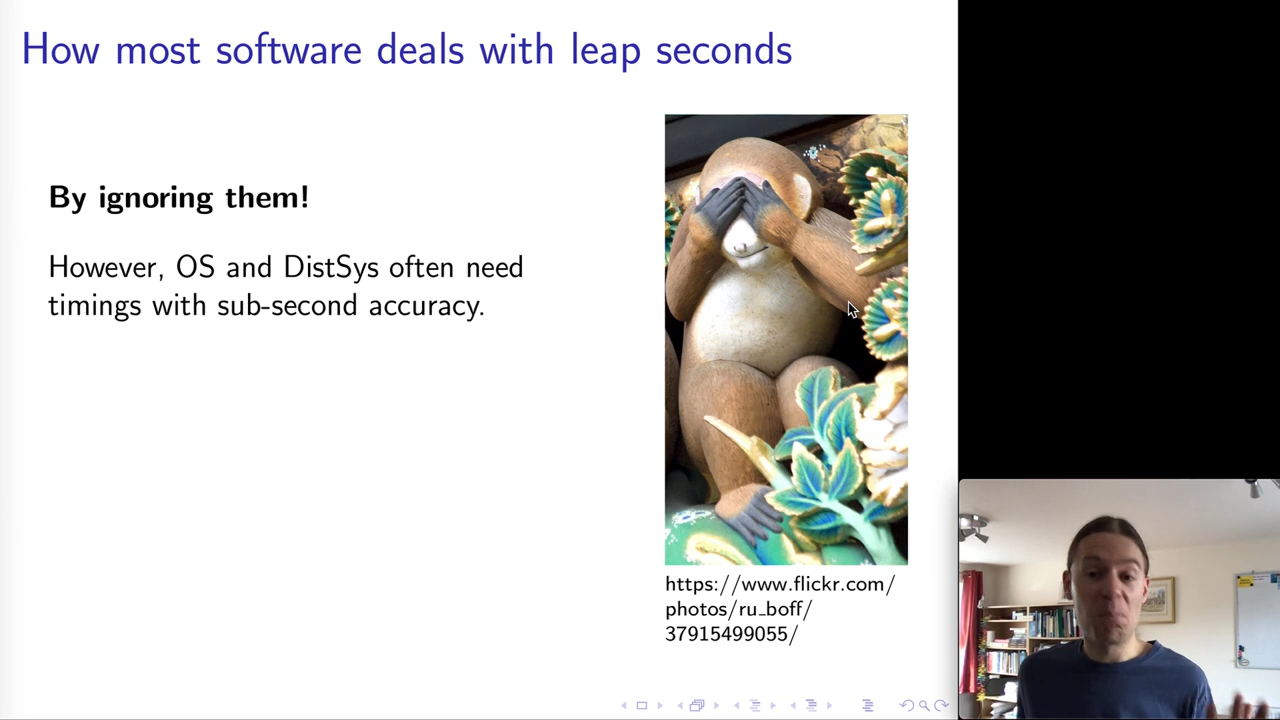 How most software deals with leap seconds
By ignoring them!
However, OS and DistSys often need
timings with sub-second accuracy.
https://www.flickr.com/
photos/ru_boff/
37915499055/